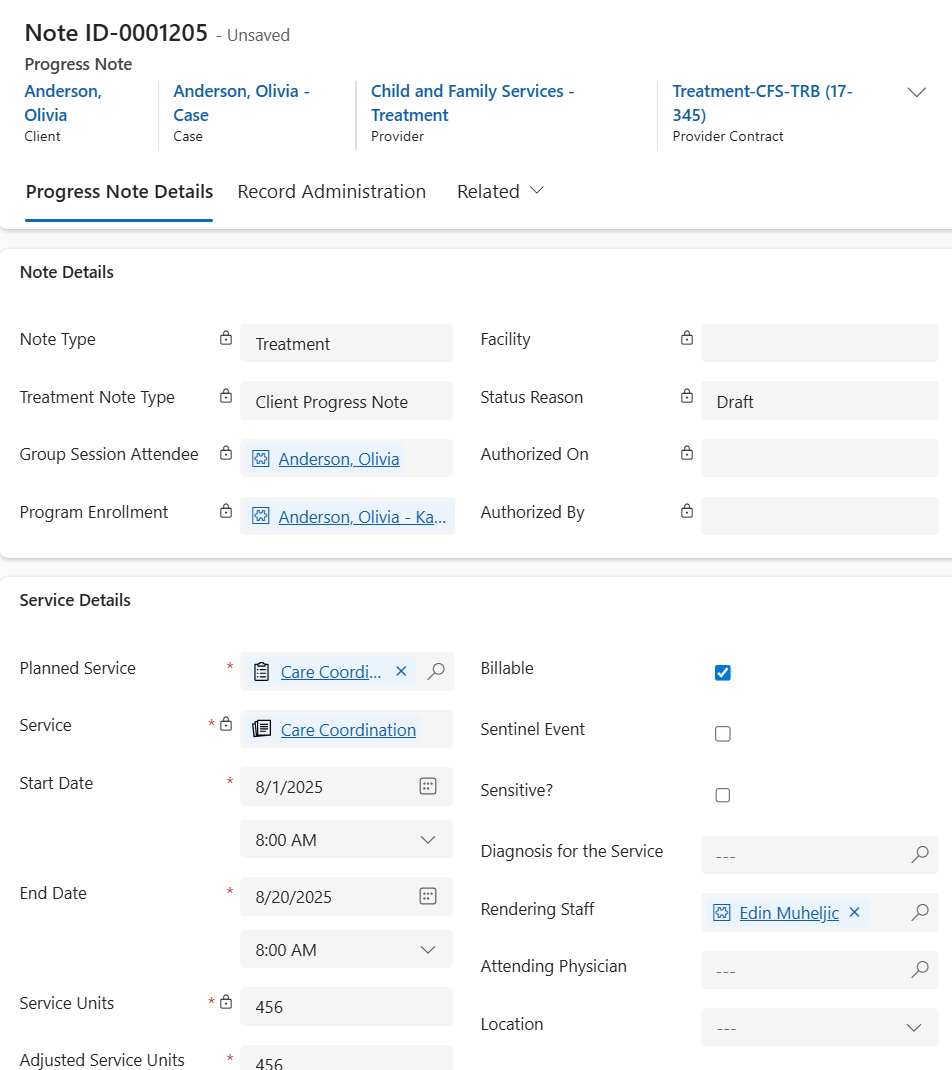 Note ID-0001205 - Unsaved
Progress Note
Anderson, Olivia
Client
Anderson, Olivia - Case
Case
Child and Family Services - Treatment
Provider
Treatment-CFS-TRB (17-345)
Provider Contract
Progress Note Details
Record Administration
Related
Note Details
Note Type
Treatment
Facility
Treatment Note Type
Client Progress Note
Status Reason
Draft
Group Session Attendee
Anderson, Olivia
Authorized On
Program Enrollment
Anderson, Olivia - Ka...
Authorized By
Service Details
Planned Service
*
Care Coordi...
Billable
Service
*
Care Coordination
Sentinel Event
Start Date
*
8/1/2025
8:00 AM
Sensitive?
Diagnosis for the Service
---
End Date
*
8/20/2025
8:00 AM
Rendering Staff
Edin Muheljic
Attending Physician
---
Service Units
*
456
Location
---
Adjusted Service Units
*
456